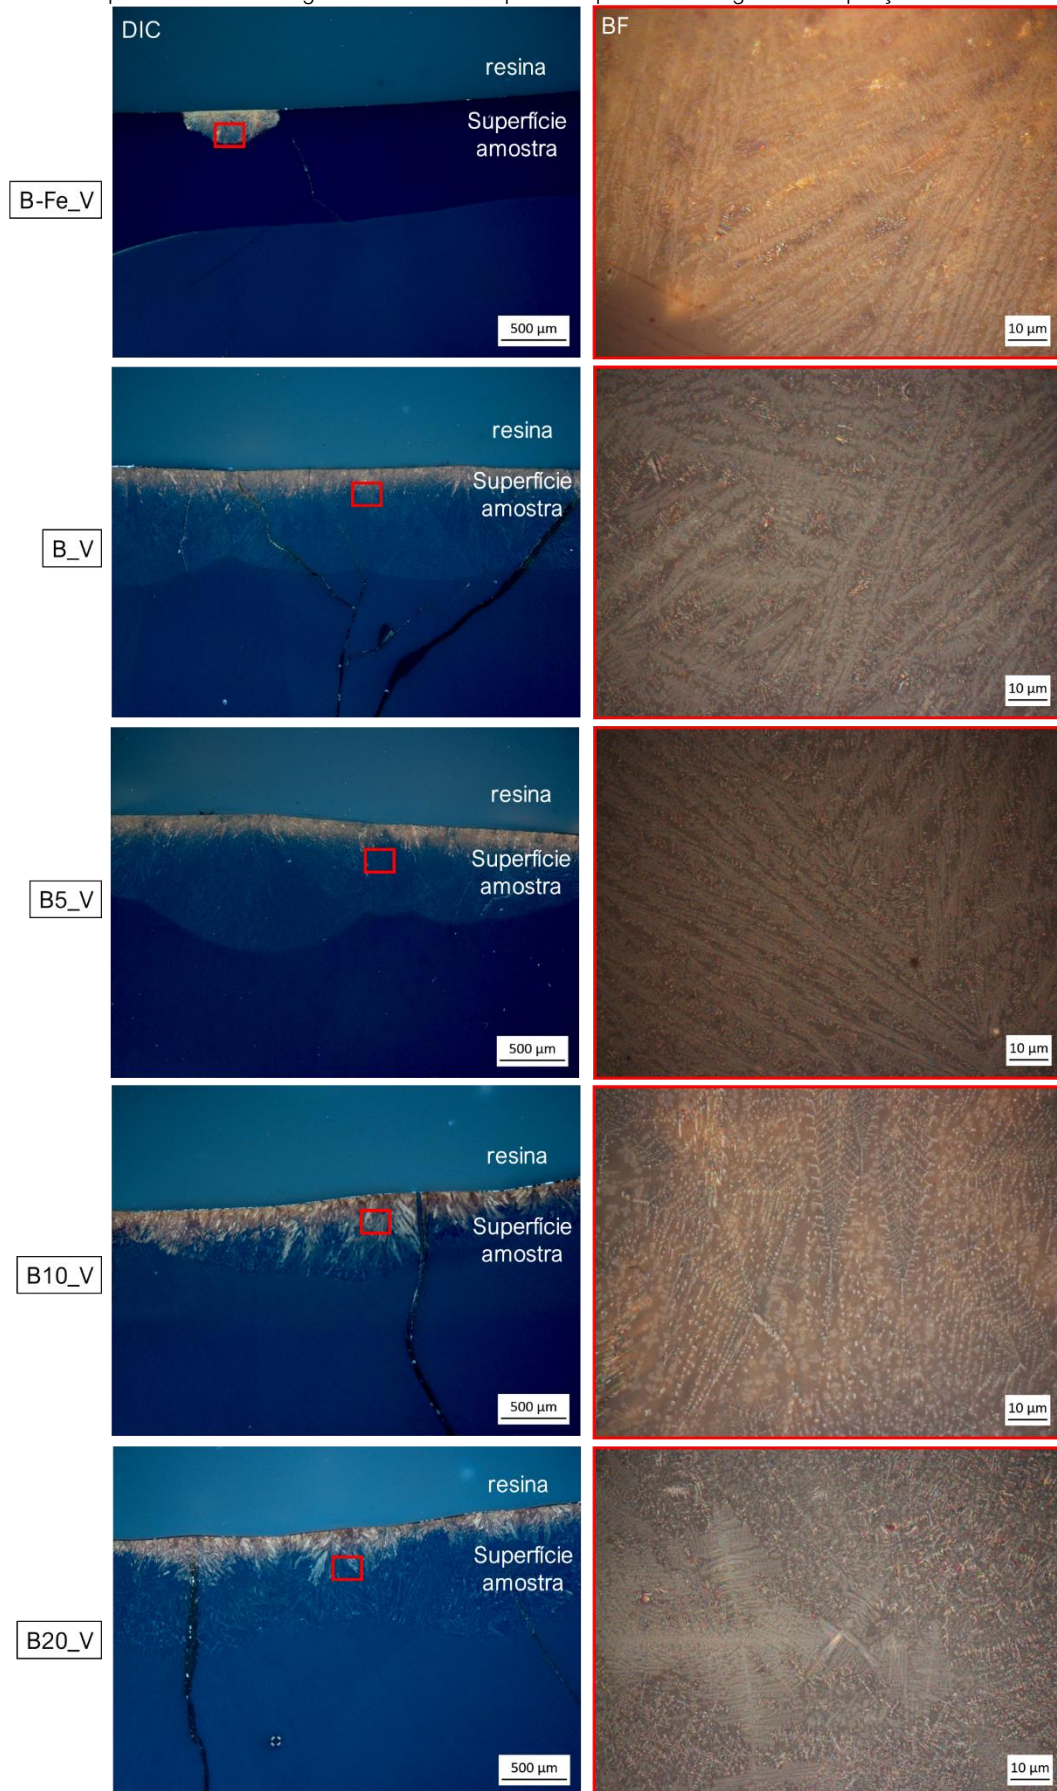 DIC
BF
resina
Superfície
amostra
B-Fe_V
500 µm
10 µm
resina
Superfície
amostra
B_V
500 µm
10 µm
resina
Superfície
amostra
B5_V
500 µm
10 µm
resina
Superfície
amostra
B10_V
500 µm
10 µm
resina
Superfície
amostra
B20_V
500 µm
10 µm